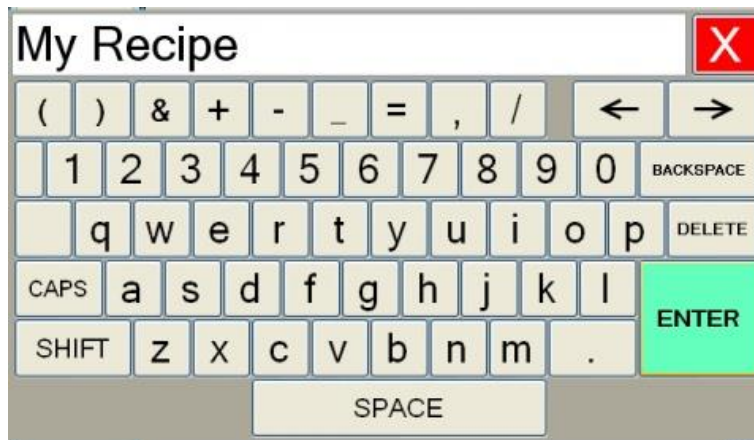 My Recipe X
( ) & + - _ = , / ← →
1 2 3 4 5 6 7 8 9 0 BACKSPACE
q w e r t y u i o p DELETE
CAPS a s d f g h j k l
ENTER
SHIFT z x c v b n m .
SPACE